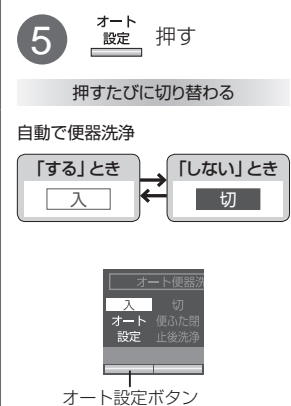 5
オート
設定
押す
押すたびに切り替わる
自動で便器洗浄
「する」とき
「しない」とき
入
切
オート便器洗
入 切
オート 便ふた閉
設定 止後洗浄
オート設定ボタン